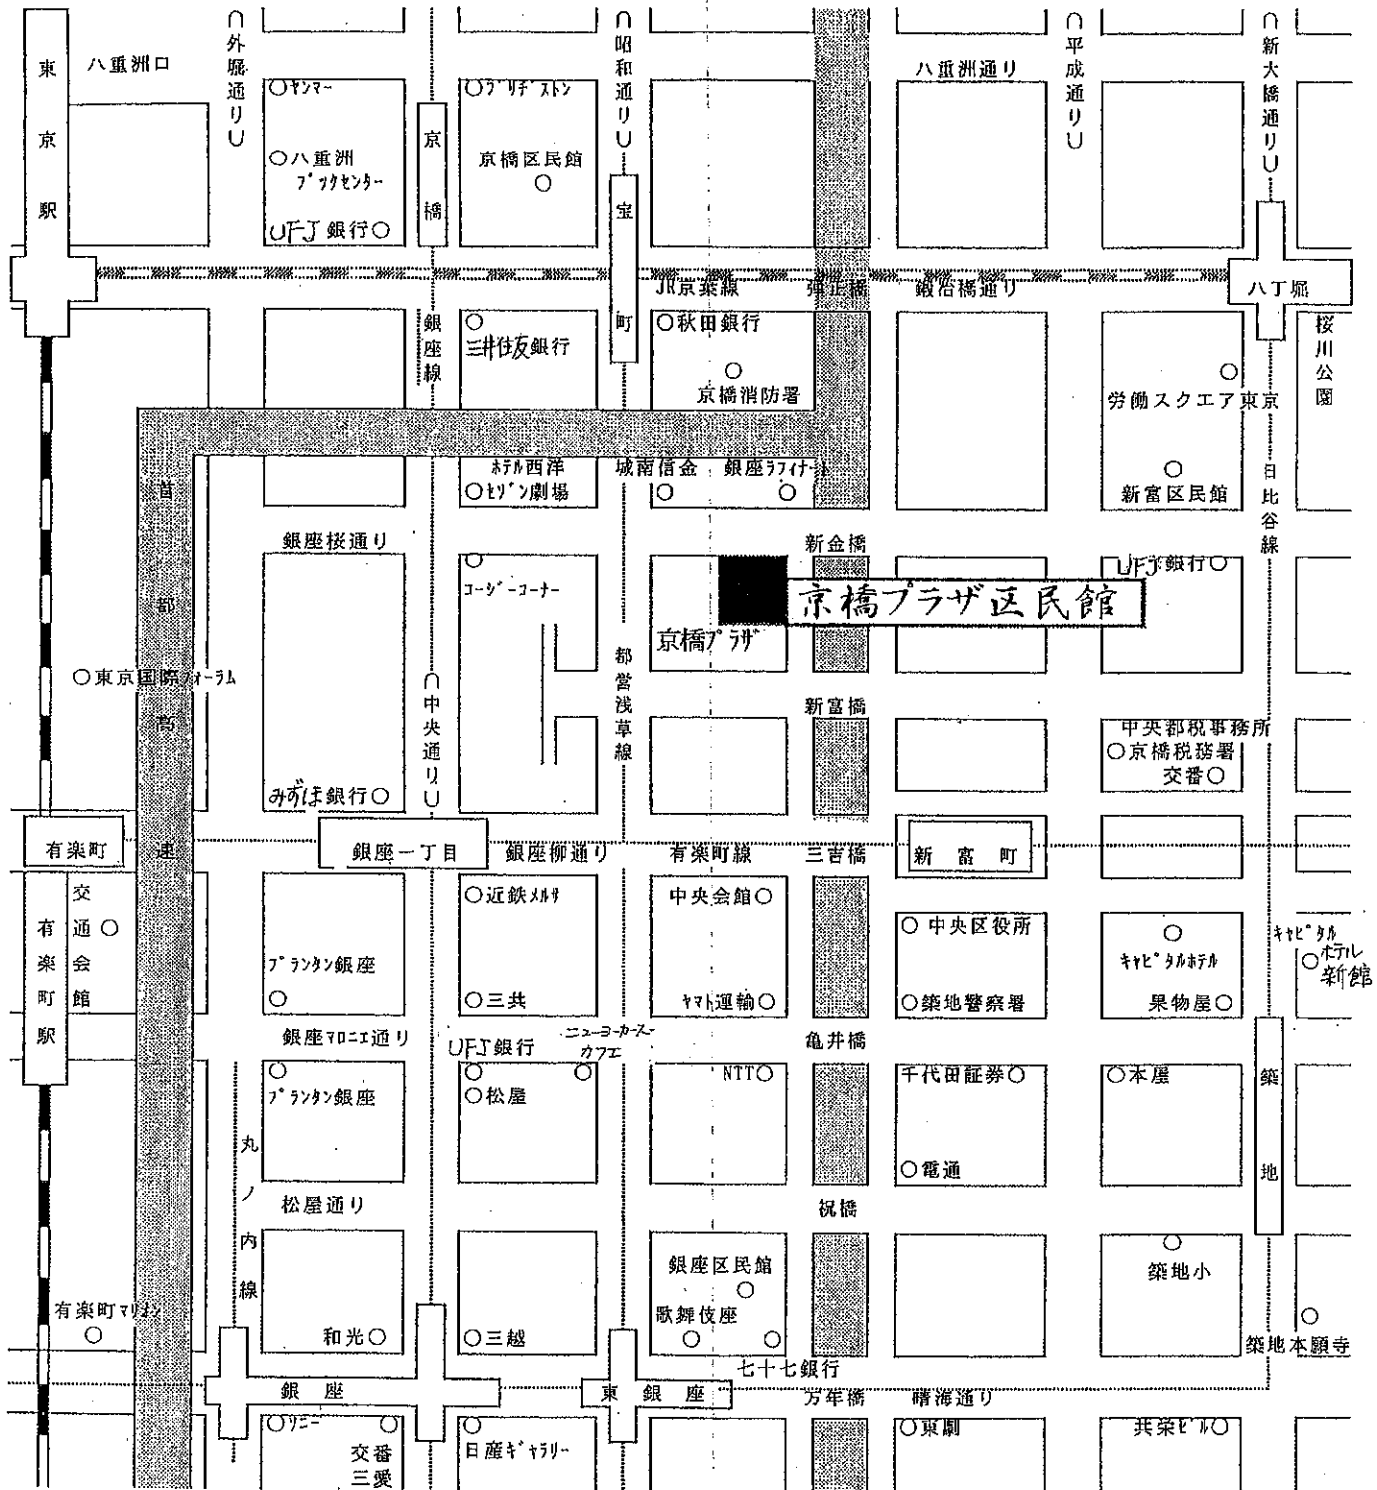 ∩外堀通り∪
∩昭和通り∪
∩平成通り∪
∩新大橋通り∪
東京駅
八重洲口
八重洲通り
ヤンマー
ブリヂストン
京橋
京橋区民館
八重洲
ブックセンター
宝町
UFJ銀行
JR京葉線
弾正橋
鍛冶橋通り
八丁堀
銀座線
三井住友銀行
秋田銀行
桜川公園
京橋消防署
労働スクエア東京
ホテル西洋
セゾン劇場
城南信金
銀座ラフィナート
新富区民館
日比谷線
首都高速
銀座桜通り
新金橋
コージーコーナー
UFJ銀行
京橋プラザ区民館
京橋プラザ
都営浅草線
東京国際フォーラム
∩中央通り∪
新富橋
中央都税事務所
京橋税務署
交番
みずほ銀行
有楽町
銀座一丁目
銀座柳通り
有楽町線
三吉橋
新富町
交通会館
有楽町駅
近鉄メルサ
中央会館
中央区役所
キャピタルホテル
キャピタル
ホテル
新館
プランタン銀座
三共
ヤマト運輸
築地警察署
果物屋
銀座マロニエ通り
UFJ銀行
ニューヨーカーズ
カフェ
亀井橋
プランタン銀座
松屋
NTT
千代田証券
本屋
築地
丸ノ内線
電通
松屋通り
祝橋
銀座区民館
築地小
有楽町マリオン
和光
三越
歌舞伎座
築地本願寺
七十七銀行
銀座
東銀座
万年橋
晴海通り
ソニー
交番
三愛
日産ギャラリー
東劇
共栄ビル